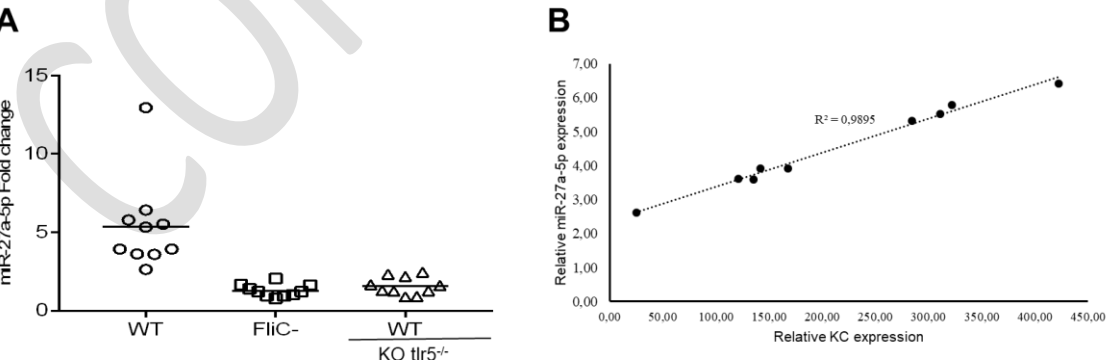 A
miR-27a-5p Fold change
15
10
5
0
WT
FliC-
WT
KO tlr5-/-
B
Relative miR-27a-5p expression
7,00
6,00
5,00
4,00
3,00
2,00
1,00
0,00
R² = 0,9895
0,00 50,00 100,00 150,00 200,00 250,00 300,00 350,00 400,00 450,00
Relative KC expression